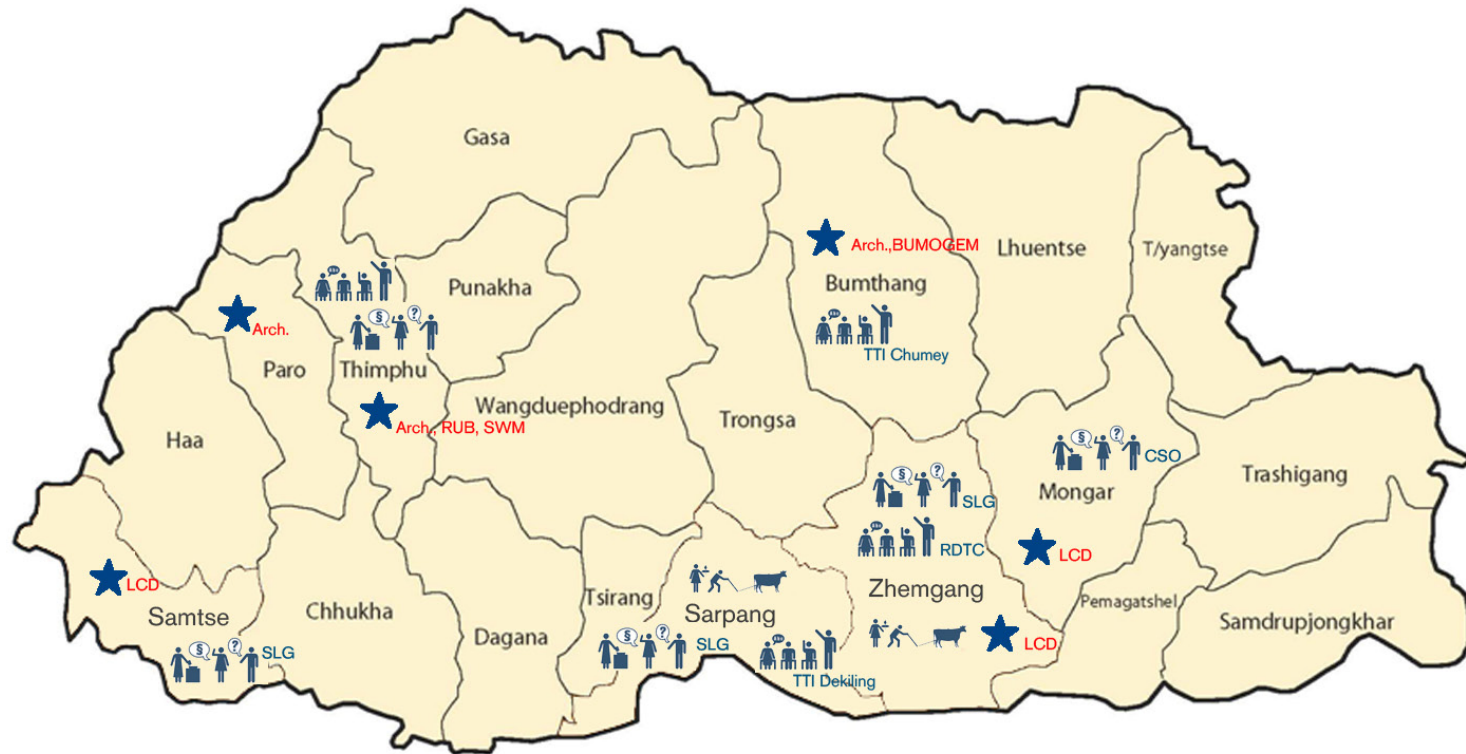 Gasa
Arch.,BUMOGEM
Lhuentse
T/yangtse
Punakha
Bumthang
§ ?
Arch.
TTI Chumey
Paro
Thimphu
Wangduephodrang
Trongsa
Arch., RUB, SWM
Haa
§ ?
CSO
Trashigang
§ ?
SLG
Mongar
RDTC
LCD
LCD
Tsirang
Zhemgang
Pemagatshel
Samtse
Chhukha
Sarpang
Samdrupjongkhar
Dagana
§ ?
SLG
§ ?
SLG
LCD
TTI Dekiling